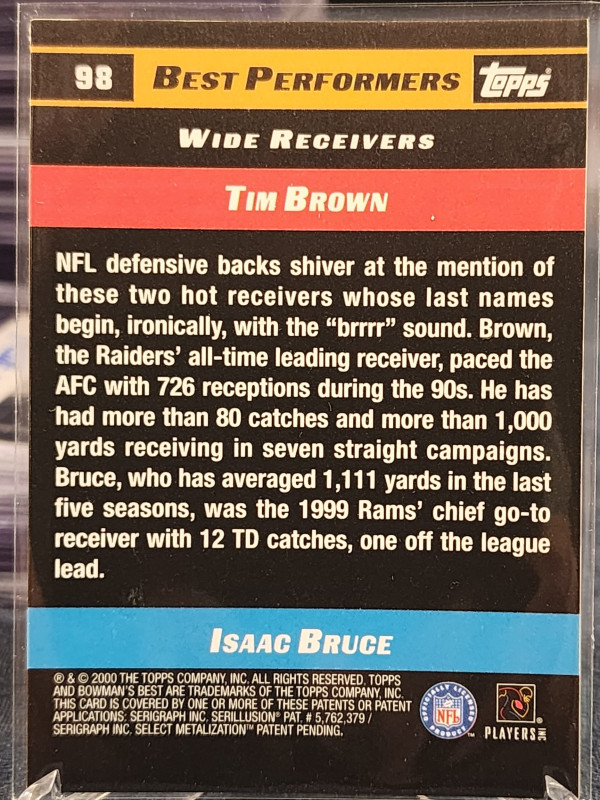 98 BEST PERFORMERS TOPPS®
WIDE RECEIVERS
TIM BROWN
NFL defensive backs shiver at the mention of
these two hot receivers whose last names
begin, ironically, with the “brrrr” sound. Brown,
the Raiders’ all-time leading receiver, paced the
AFC with 726 receptions during the 90s. He has
had more than 80 catches and more than 1,000
yards receiving in seven straight campaigns.
Bruce, who has averaged 1,111 yards in the last
five seasons, was the 1999 Rams’ chief go-to
receiver with 12 TD catches, one off the league
lead.
ISAAC BRUCE
® & © 2000 THE TOPPS COMPANY, INC. ALL RIGHTS RESERVED. TOPPS
AND BOWMAN'S BEST ARE TRADEMARKS OF THE TOPPS COMPANY, INC.
THIS CARD IS COVERED BY ONE OR MORE OF THESE PATENTS OR PATENT
APPLICATIONS: SERIGRAPH INC. SERILLUSION® PAT. # 5,762,379 /
SERIGRAPH INC. SELECT METALIZATION™ PATENT PENDING.
OFFICIALLY LICENSED
NFL
PRODUCT
™
PLAYERS INC
®